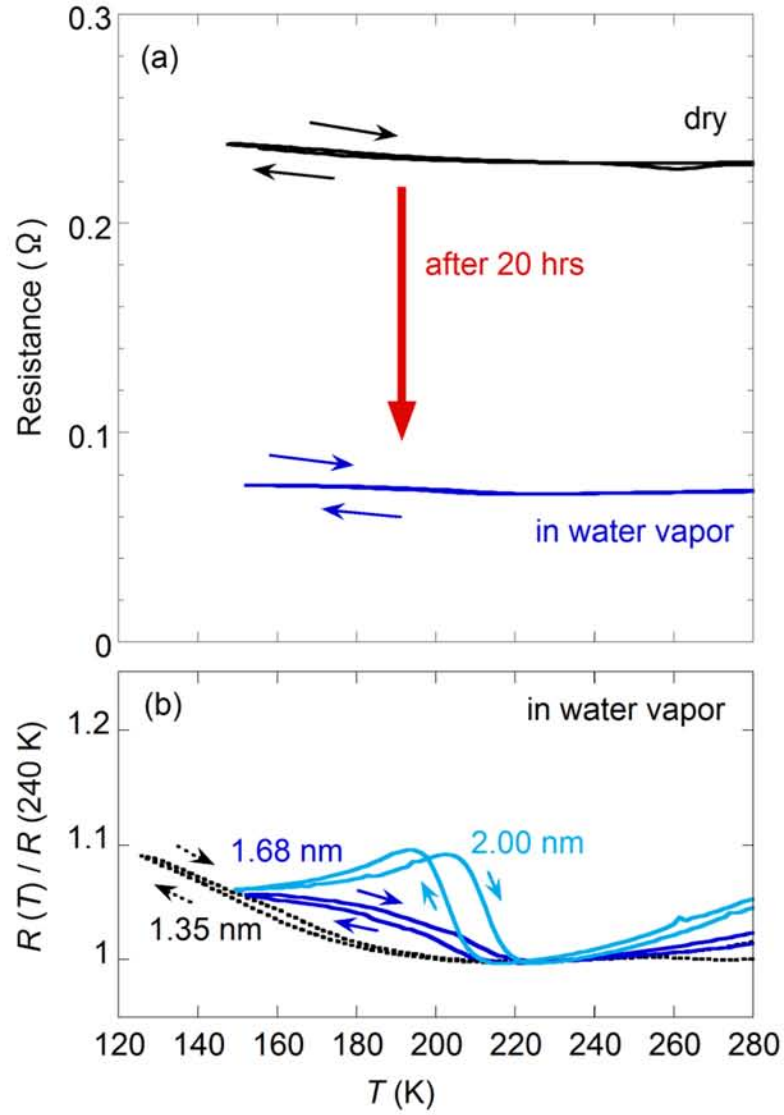 0.3
(a)
dry
0.2
after 20 hrs
Resistance ( Ω )
0.1
in water vapor
0
(b)
in water vapor
1.2
1.1
1.68 nm
2.00 nm
R (T) / R (240 K)
1.35 nm
1
120 140 160 180 200 220 240 260 280
T (K)